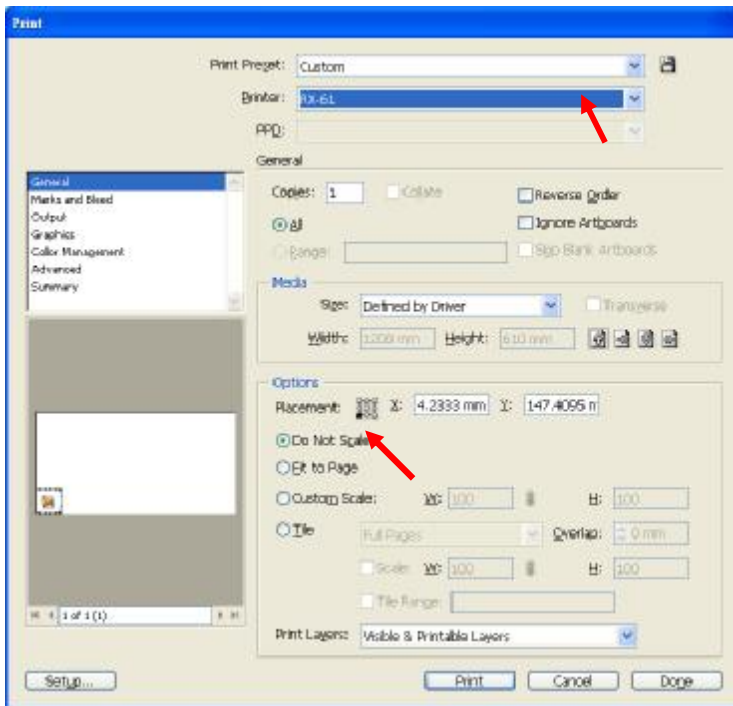 Print
Print Preset: Custom
Printer: RX-61
PPD:
General
Marks and Bleed
Output
Graphics
Color Management
Advanced
Summary
1 of 1 (1)
General
Copies: 1 Collate Reverse Order
All Ignore Artboards
Range: Skip Blank Artboards
Media
Size: Defined by Driver Transverse
Width: 1208 mm Height: 610 mm
Options
Placement: X: 4.2333 mm Y: 147.4095 m
Do Not Scale
Fit to Page
Custom Scale: W: 100 H: 100
Tile Full Pages Overlap: 0 mm
Scale: W: 100 H: 100
Tile Range:
Print Layers: Visible & Printable Layers
Setup... Print Cancel Done